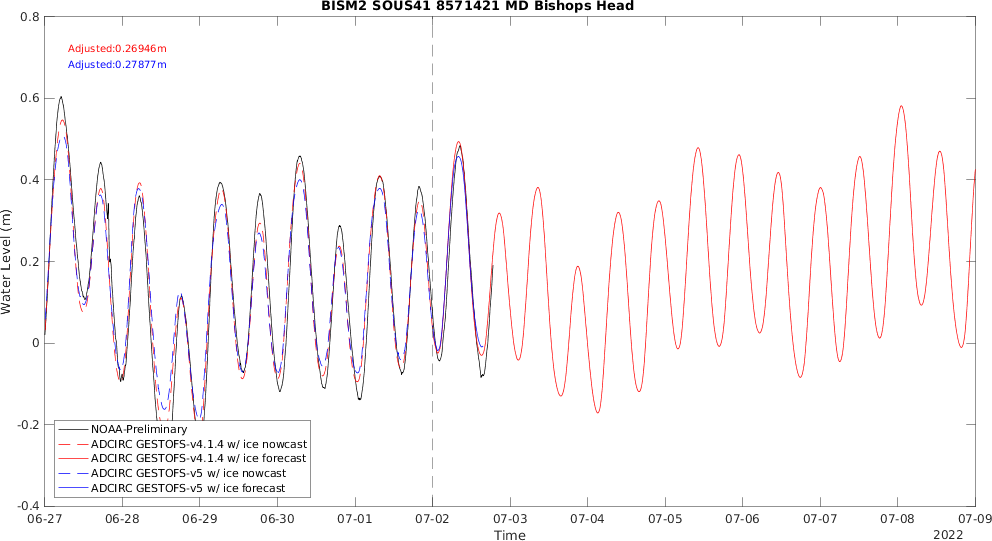 BISM2 SOUS41 8571421 MD Bishops Head
Adjusted:0.26946m
Adjusted:0.27877m
Water Level (m)
0.8
0.6
0.4
0.2
0
-0.2
-0.4
NOAA-Preliminary
ADCIRC GESTOFS-v4.1.4 w/ ice nowcast
ADCIRC GESTOFS-v4.1.4 w/ ice forecast
ADCIRC GESTOFS-v5 w/ ice nowcast
ADCIRC GESTOFS-v5 w/ ice forecast
06-27 06-28 06-29 06-30 07-01 07-02 07-03 07-04 07-05 07-06 07-07 07-08 07-09
Time
2022